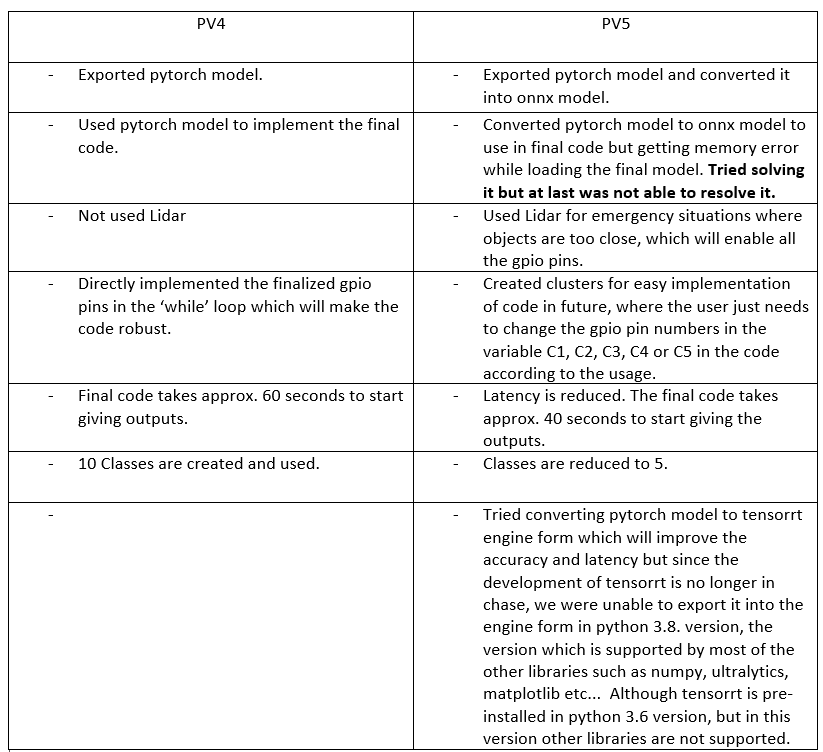 PV4
PV5
- Exported pytorch model.
- Exported pytorch model and converted it
into onnx model.
- Used pytorch model to implement the final
code.
- Converted pytorch model to onnx model to
use in final code but getting memory error
while loading the final model. Tried solving
it but at last was not able to resolve it.
- Not used Lidar
- Used Lidar for emergency situations where
objects are too close, which will enable all
the gpio pins.
- Directly implemented the finalized gpio
pins in the ‘while’ loop which will make the
code robust.
- Created clusters for easy implementation
of code in future, where the user just needs
to change the gpio pin numbers in the
variable C1, C2, C3, C4 or C5 in the code
according to the usage.
- Final code takes approx. 60 seconds to start
giving outputs.
- Latency is reduced. The final code takes
approx. 40 seconds to start giving the
outputs.
- 10 Classes are created and used.
- Classes are reduced to 5.
-
- Tried converting pytorch model to tensorrt
engine form which will improve the
accuracy and latency but since the
development of tensorrt is no longer in
chase, we were unable to export it into the
engine form in python 3.8. version, the
version which is supported by most of the
other libraries such as numpy, ultralytics,
matplotlib etc... Although tensorrt is pre-
installed in python 3.6 version, but in this
version other libraries are not supported.